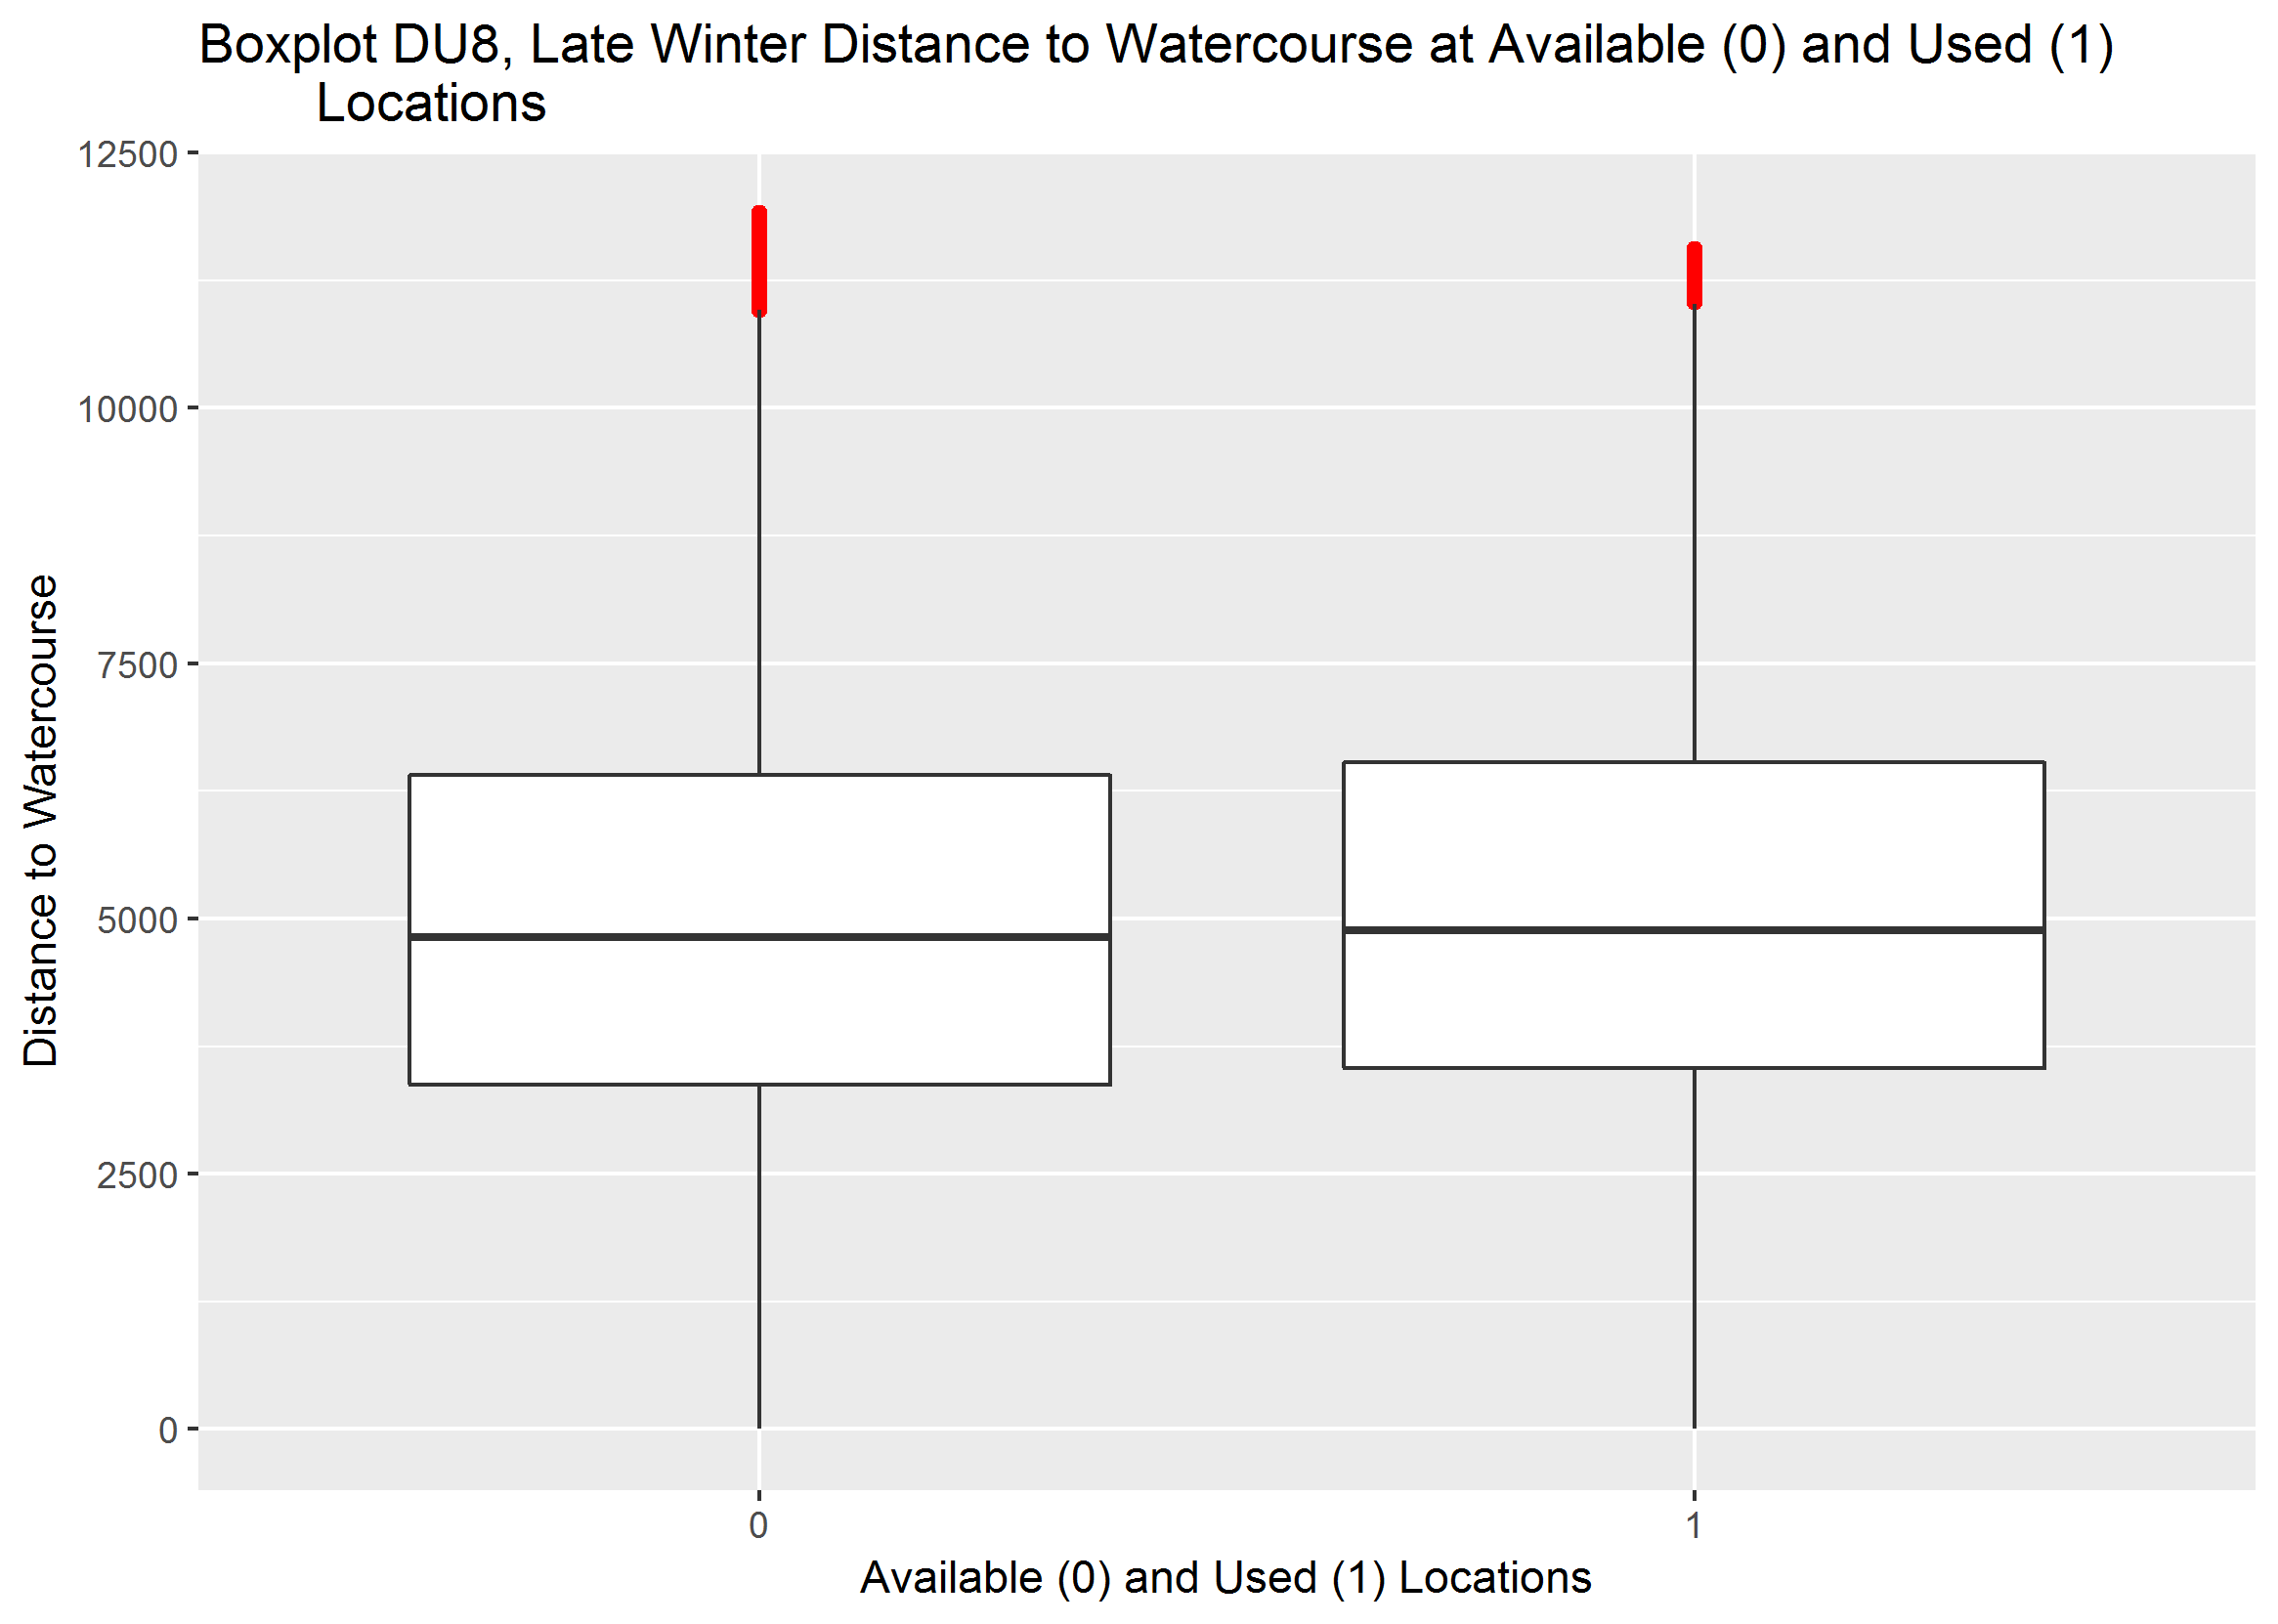 Boxplot DU8, Late Winter Distance to Watercourse at Available (0) and Used (1)
Locations
12500
10000
7500
5000
2500
0
Distance to Watercourse
0 1
Available (0) and Used (1) Locations